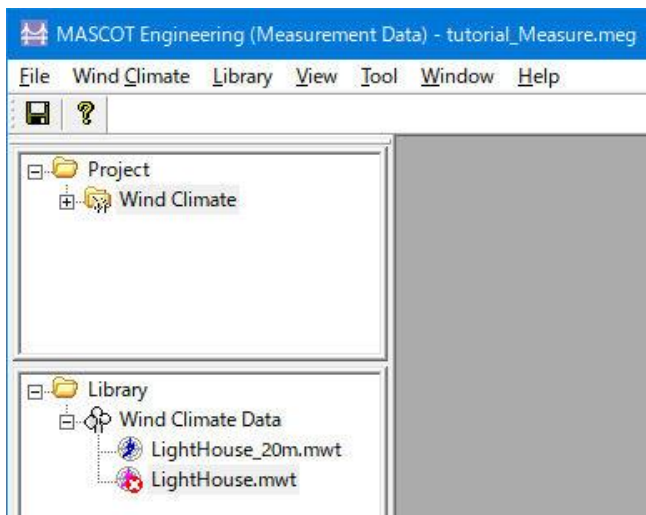 MASCOT Engineering (Measurement Data) - tutorial_Measure.meg
File Wind Climate Library View Tool Window Help
Project
Wind Climate
Library
Wind Climate Data
LightHouse_20m.mwt
LightHouse.mwt